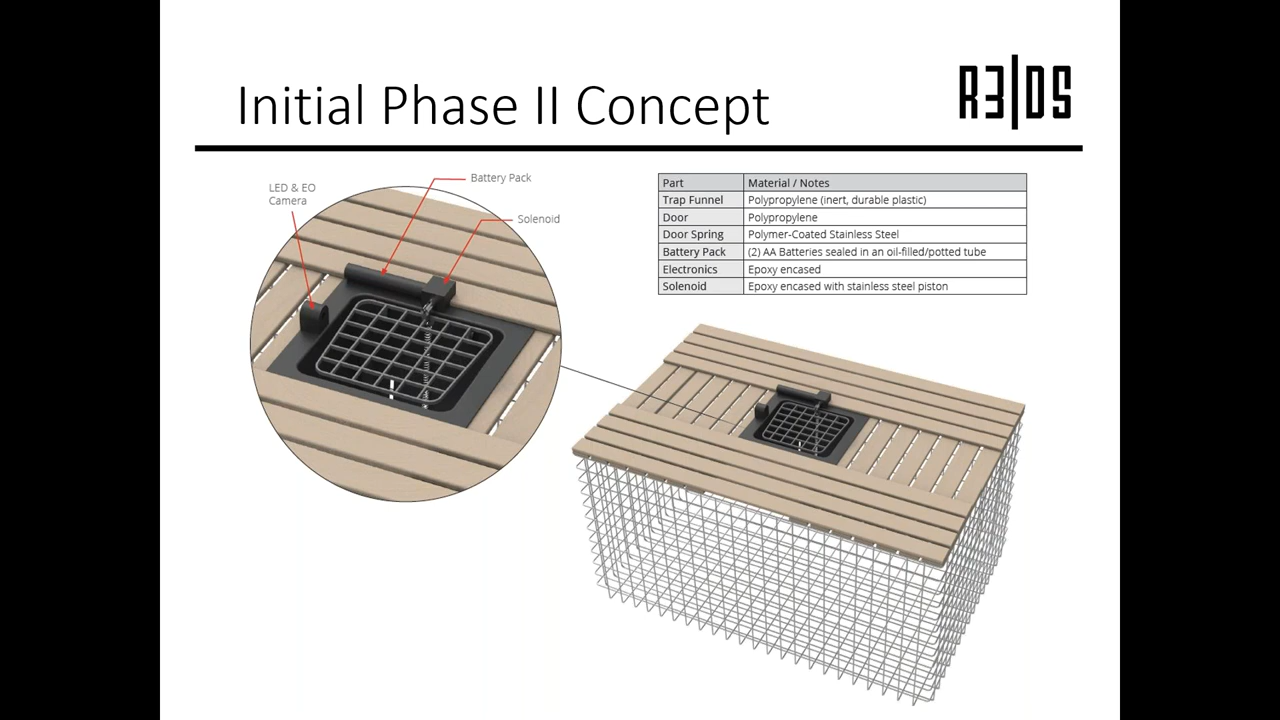 Initial Phase II Concept
R3|DS
LED & EO
Camera
Battery Pack
Solenoid
Part Material / Notes
Trap Funnel Polypropylene (inert, durable plastic)
Door Polypropylene
Door Spring Polymer-Coated Stainless Steel
Battery Pack (2) AA Batteries sealed in an oil-filled/potted tube
Electronics Epoxy encased
Solenoid Epoxy encased with stainless steel piston